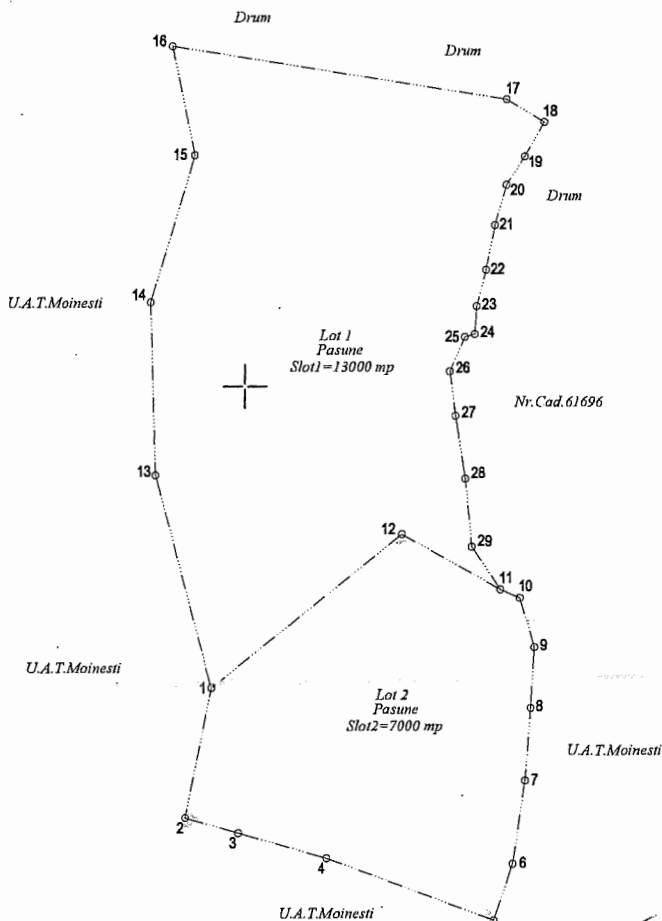 Drum
16
Drum
17
18
15
19
20
Drum
21
22
14
U.A.T.Moinesti
23
24
25
Lot 1
Pasune
Slot1=13000 mp
26
Nr.Cad.61696
27
13
28
12
29
11
10
9
U.A.T.Moinesti
1
Lot 2
Pasune
Slot2=7000 mp
8
U.A.T.Moinesti
7
2
3
4
6
U.A.T.Moinesti